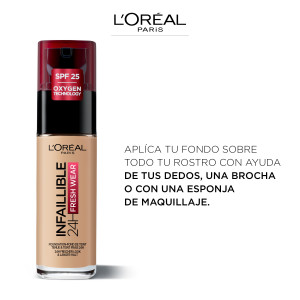 L'ORÉAL
PARIS
SPF 25
OXYGEN
TECHNOLOGY
L'ORÉAL
PARIS
INFAILLIBLE
24H FRESH WEAR
APLÍCA TU FONDO SOBRE
TODO TU ROSTRO CON AYUDA
DE TUS DEDOS, UNA BROCHA
O CON UNA ESPONJA
DE MAQUILLAJE.